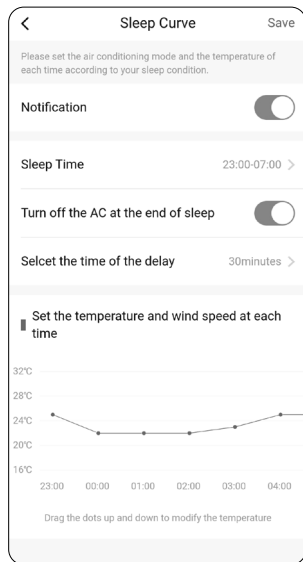 Sleep Curve Save
Please set the air conditioning mode and the temperature of
each time according to your sleep condition.
Notification
Sleep Time 23:00-07:00
Turn off the AC at the end of sleep
Selcet the time of the delay 30minutes
Set the temperature and wind speed at each
time
32℃
28℃
24℃
20℃
16℃
23:00 00:00 01:00 02:00 03:00 04:00
Drag the dots up and down to modify the temperature